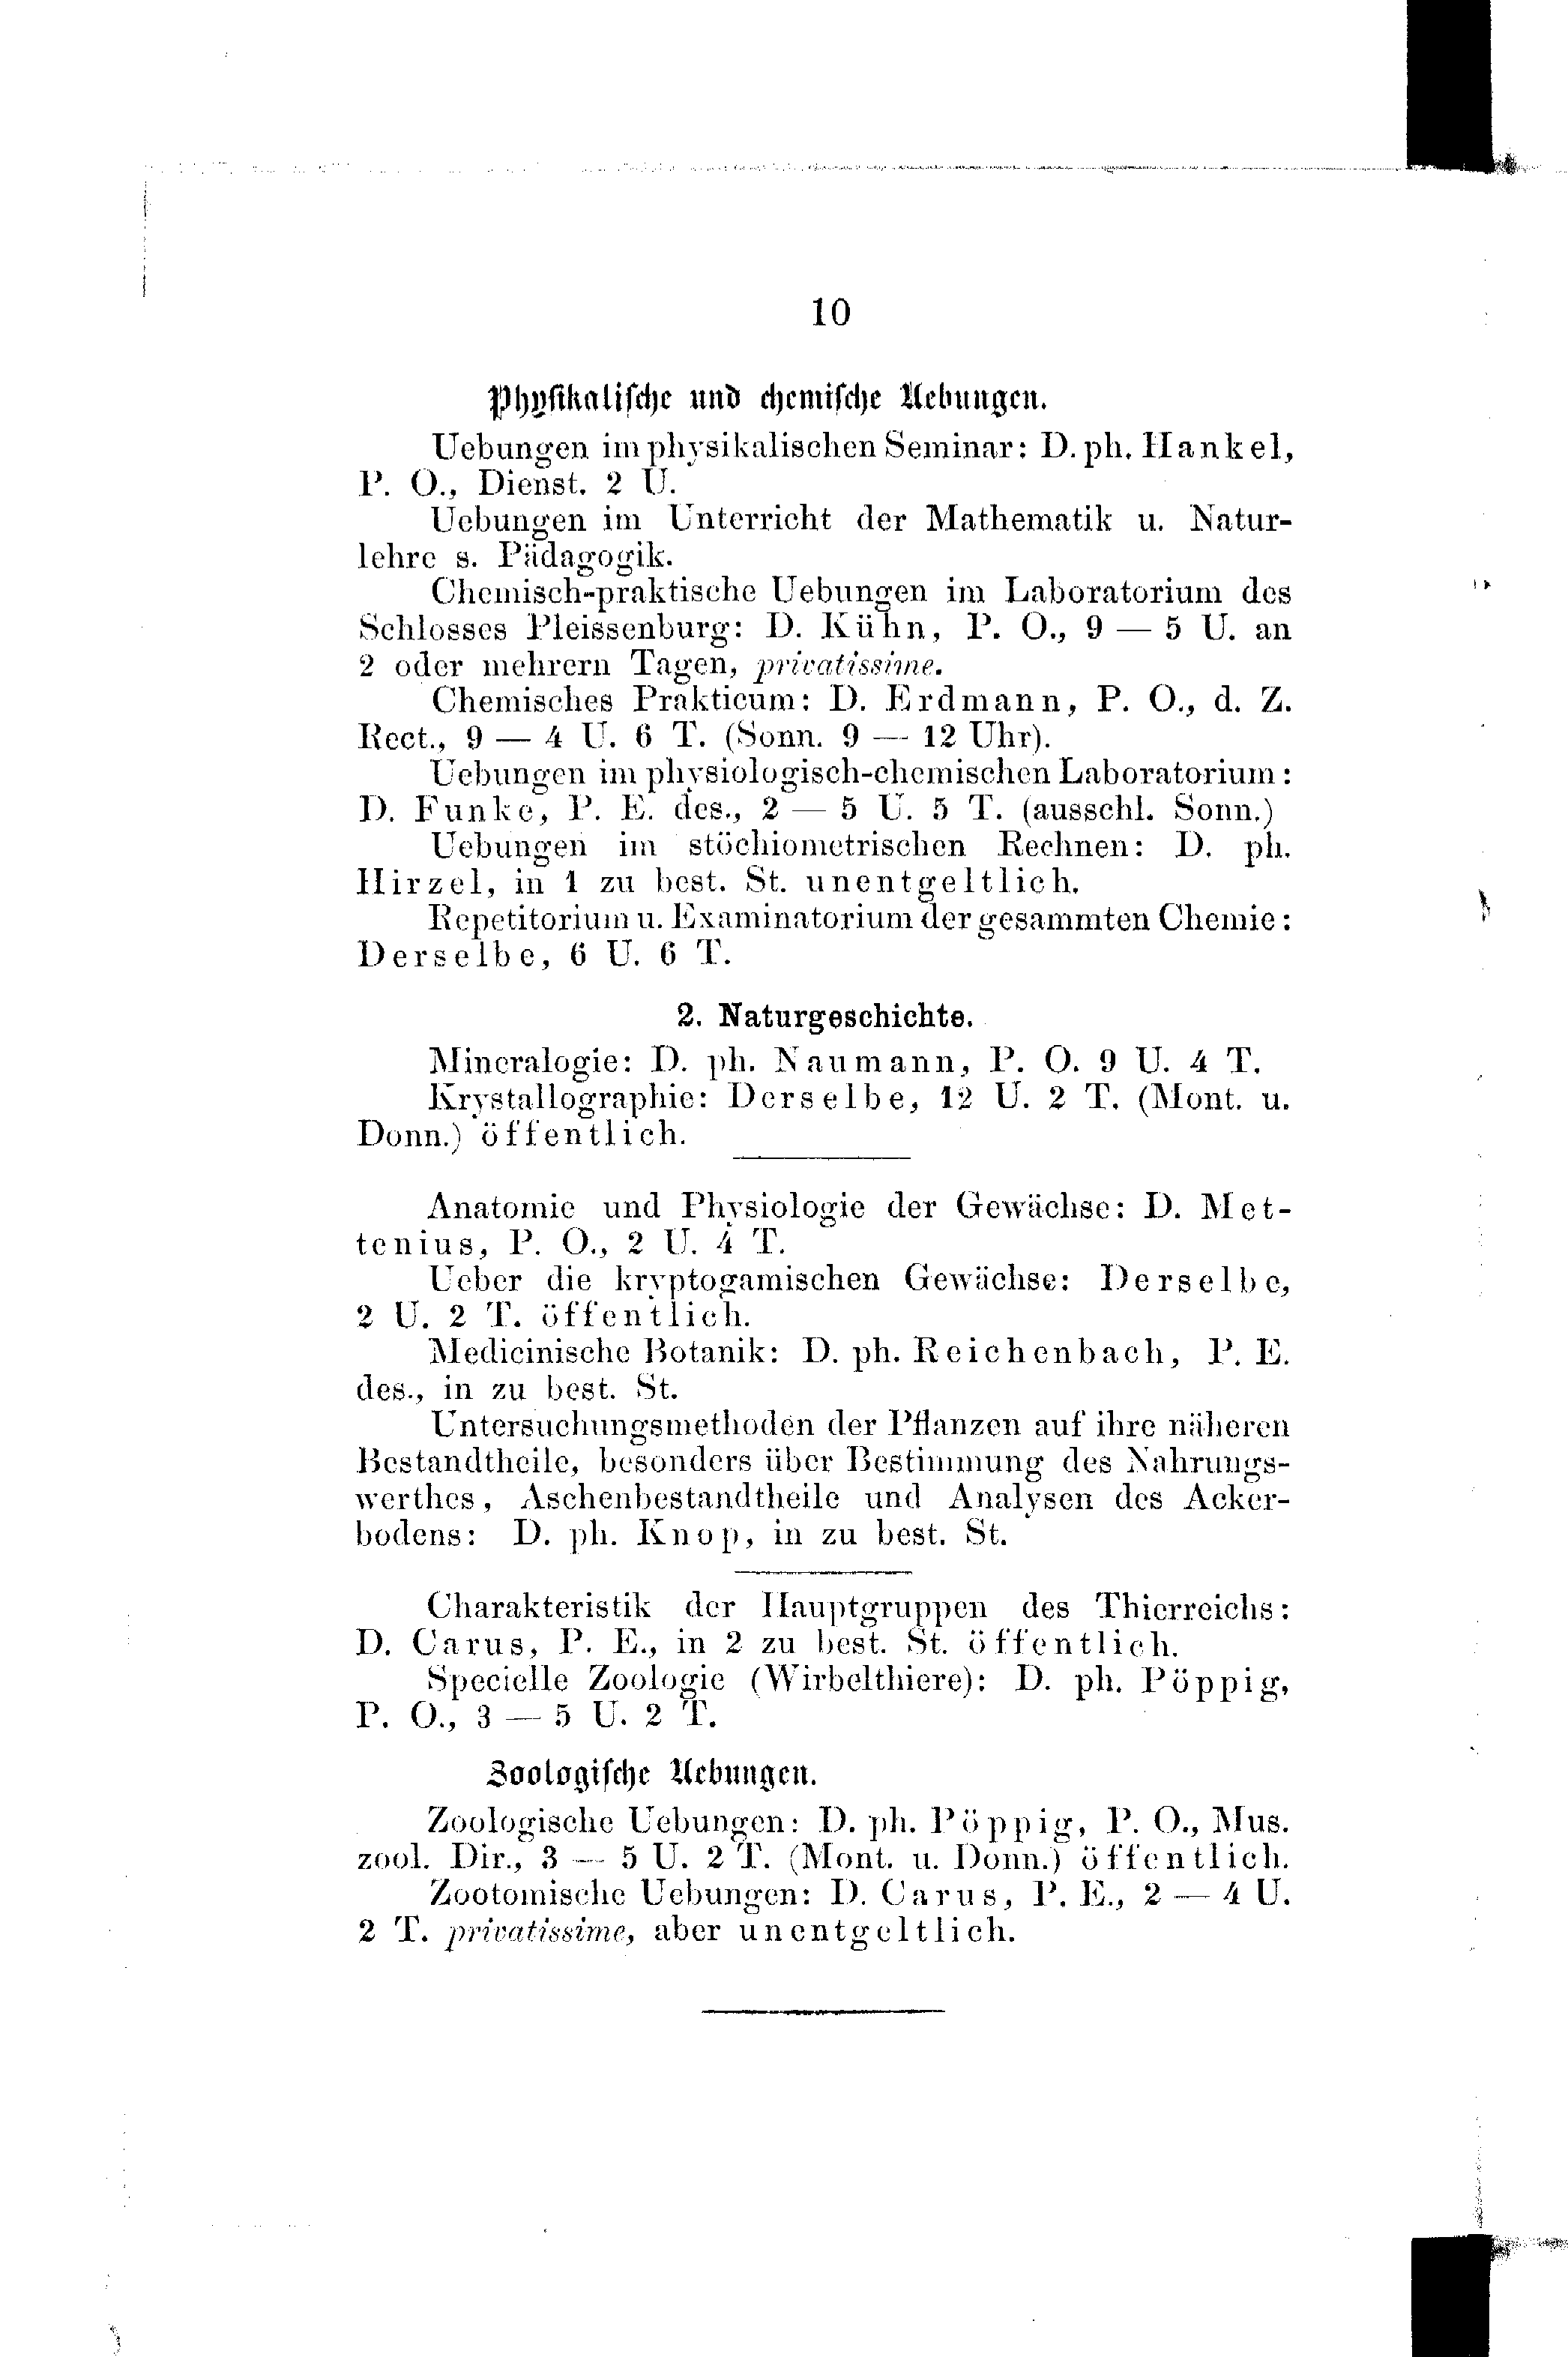 10
Physikalische und chemische Uebungen.
Uebungen im physikalischen Seminar: D. ph. Hankel,
P. O., Dienst. 2 U.
Uebungen im Unterricht der Mathematik u. Natur-
lehre s. Pädagogik.
Chemisch-praktische Uebungen im Laboratorium des
Schlosses Pleissenburg: D. Kühn, P. O., 9 — 5 U. an
2 oder mehrern Tagen, privatissime.
Chemisches Prakticum: D. Erdmann, P. O., d. Z.
Rect., 9 — 4 U. 6 T. (Sonn. 9 — 12 Uhr).
Uebungen im physiologisch-chemischen Laboratorium:
D. Funke, P. E. des., 2 — 5 U. 5 T. (ausschl. Sonn.)
Uebungen im stöchiometrischen Rechnen: D. ph.
Hirzel, in 1 zu best. St. unentgeltlich.
Repetitorium u. Examinatorium der gesammten Chemie:
Derselbe, 6 U. 6 T.
2. Naturgeschichte.
Mineralogie: D. ph. Naumann, P. O. 9 U. 4 T.
Krystallographie: Derselbe, 12 U. 2 T. (Mont. u.
Donn.) öffentlich.
Anatomie und Physiologie der Gewächse: D. Met-
tenius, P. O., 2 U. 4 T.
Ueber die kryptogamischen Gewächse: Derselbe,
2 U. 2 T. öffentlich.
Medicinische Botanik: D. ph. Reichenbach, P. E.
des., in zu best. St.
Untersuchungsmethoden der Pflanzen auf ihre näheren
Bestandtheile, besonders über Bestimmung des Nahrungs-
werthes, Aschenbestandtheile und Analysen des Acker-
bodens: D. ph. Knop, in zu best. St.
Charakteristik der Hauptgruppen des Thierreichs:
D. Carus, P. E., in 2 zu best. St. öffentlich.
Specielle Zoologie (Wirbelthiere): D. ph. Pöppig,
P. O., 3 — 5 U. 2 T.
Zoologische Uebungen.
Zoologische Uebungen: D. ph. Pöppig, P. O., Mus.
zool. Dir., 3 — 5 U. 2 T. (Mont. u. Donn.) öffentlich.
Zootomische Uebungen: D. Carus, P. E., 2 — 4 U.
2 T. privatissime, aber unentgeltlich.